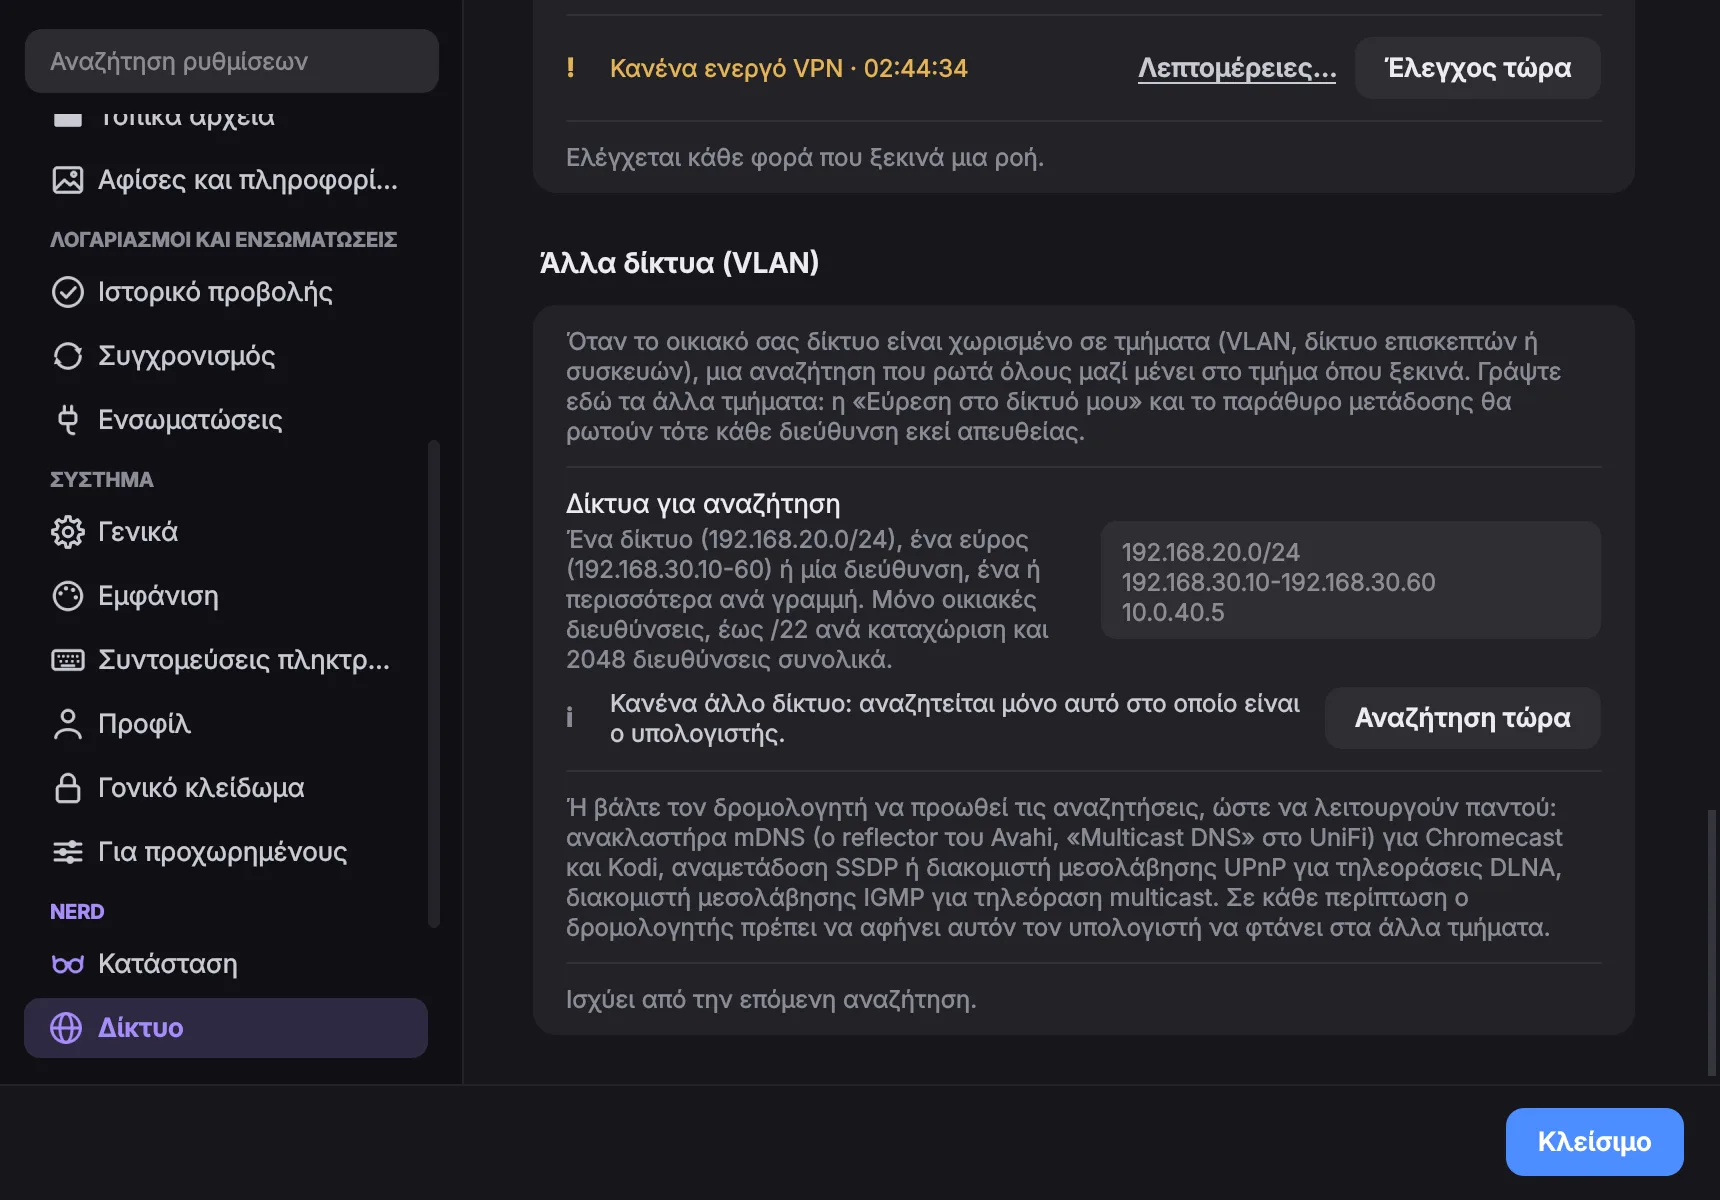 Αναζήτηση ρυθμίσεων
Τοπικά αρχεία
Αφίσες και πληροφορί...
ΛΟΓΑΡΙΑΣΜΟΙ ΚΑΙ ΕΝΣΩΜΑΤΩΣΕΙΣ
Ιστορικό προβολής
Συγχρονισμός
Ενσωματώσεις
ΣΥΣΤΗΜΑ
Γενικά
Εμφάνιση
Συντομεύσεις πληκτρ...
Προφίλ
Γονικό κλείδωμα
Για προχωρημένους
NERD
Κατάσταση
Δίκτυο
! Κανένα ενεργό VPN · 02:44:34 Λεπτομέρειες... Έλεγχος τώρα
Ελέγχεται κάθε φορά που ξεκινά μια ροή.
Άλλα δίκτυα (VLAN)
Όταν το οικιακό σας δίκτυο είναι χωρισμένο σε τμήματα (VLAN, δίκτυο επισκεπτών ή
συσκευών), μια αναζήτηση που ρωτά όλους μαζί μένει στο τμήμα όπου ξεκινά. Γράψτε
εδώ τα άλλα τμήματα: η «Εύρεση στο δίκτυό μου» και το παράθυρο μετάδοσης θα
ρωτούν τότε κάθε διεύθυνση εκεί απευθείας.
Δίκτυα για αναζήτηση
Ένα δίκτυο (192.168.20.0/24), ένα εύρος
(192.168.30.10-60) ή μία διεύθυνση, ένα ή
περισσότερα ανά γραμμή. Μόνο οικιακές
διευθύνσεις, έως /22 ανά καταχώριση και
2048 διευθύνσεις συνολικά.
192.168.20.0/24
192.168.30.10-192.168.30.60
10.0.40.5
i Κανένα άλλο δίκτυο: αναζητείται μόνο αυτό στο οποίο είναι
ο υπολογιστής.
Αναζήτηση τώρα
Ή βάλτε τον δρομολογητή να προωθεί τις αναζητήσεις, ώστε να λειτουργούν παντού:
ανακλαστήρα mDNS (ο reflector του Avahi, «Multicast DNS» στο UniFi) για Chromecast
και Kodi, αναμετάδοση SSDP ή διακομιστή μεσολάβησης UPnP για τηλεοράσεις DLNA,
διακομιστή μεσολάβησης IGMP για τηλεόραση multicast. Σε κάθε περίπτωση ο
δρομολογητής πρέπει να αφήνει αυτόν τον υπολογιστή να φτάνει στα άλλα τμήματα.
Ισχύει από την επόμενη αναζήτηση.
Κλείσιμο